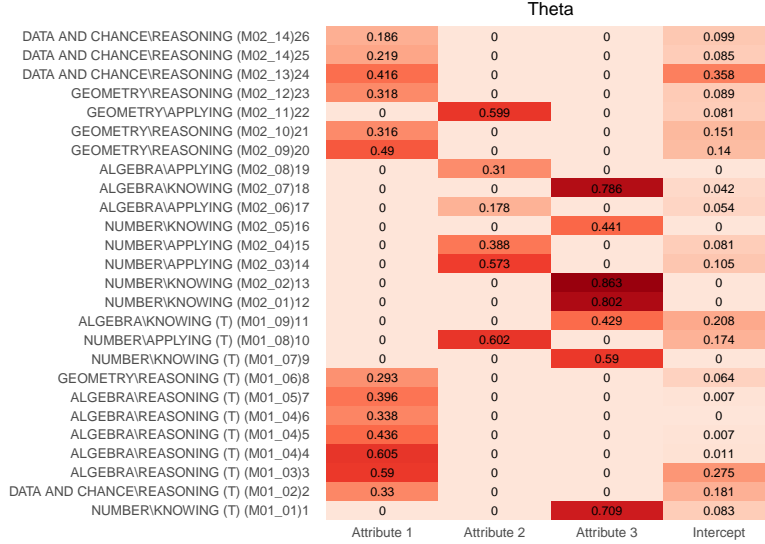 Theta
DATA AND CHANCE\REASONING (M02_14)26 0.186 0 0 0.099
DATA AND CHANCE\REASONING (M02_14)25 0.219 0 0 0.085
DATA AND CHANCE\REASONING (M02_13)24 0.416 0 0 0.358
GEOMETRY\REASONING (M02_12)23 0.318 0 0 0.089
GEOMETRY\APPLYING (M02_11)22 0 0.599 0 0.081
GEOMETRY\REASONING (M02_10)21 0.316 0 0 0.151
GEOMETRY\REASONING (M02_09)20 0.49 0 0 0.14
ALGEBRA\APPLYING (M02_08)19 0 0.31 0 0
ALGEBRA\KNOWING (M02_07)18 0 0 0.786 0.042
ALGEBRA\APPLYING (M02_06)17 0 0.178 0 0.054
NUMBER\KNOWING (M02_05)16 0 0 0.441 0
NUMBER\APPLYING (M02_04)15 0 0.388 0 0.081
NUMBER\APPLYING (M02_03)14 0 0.573 0 0.105
NUMBER\KNOWING (M02_02)13 0 0 0.863 0
NUMBER\KNOWING (M02_01)12 0 0 0.802 0
ALGEBRA\KNOWING (T) (M01_09)11 0 0 0.429 0.208
NUMBER\APPLYING (T) (M01_08)10 0 0.602 0 0.174
NUMBER\KNOWING (T) (M01_07)9 0 0 0.59 0
GEOMETRY\REASONING (T) (M01_06)8 0.293 0 0 0.064
ALGEBRA\REASONING (T) (M01_05)7 0.396 0 0 0.007
ALGEBRA\REASONING (T) (M01_04)6 0.338 0 0 0
ALGEBRA\REASONING (T) (M01_04)5 0.436 0 0 0.007
ALGEBRA\REASONING (T) (M01_04)4 0.605 0 0 0.011
ALGEBRA\REASONING (T) (M01_03)3 0.59 0 0 0.275
DATA AND CHANCE\REASONING (T) (M01_02)2 0.33 0 0 0.181
NUMBER\KNOWING (T) (M01_01)1 0 0 0.709 0.083
Attribute 1 Attribute 2 Attribute 3 Intercept